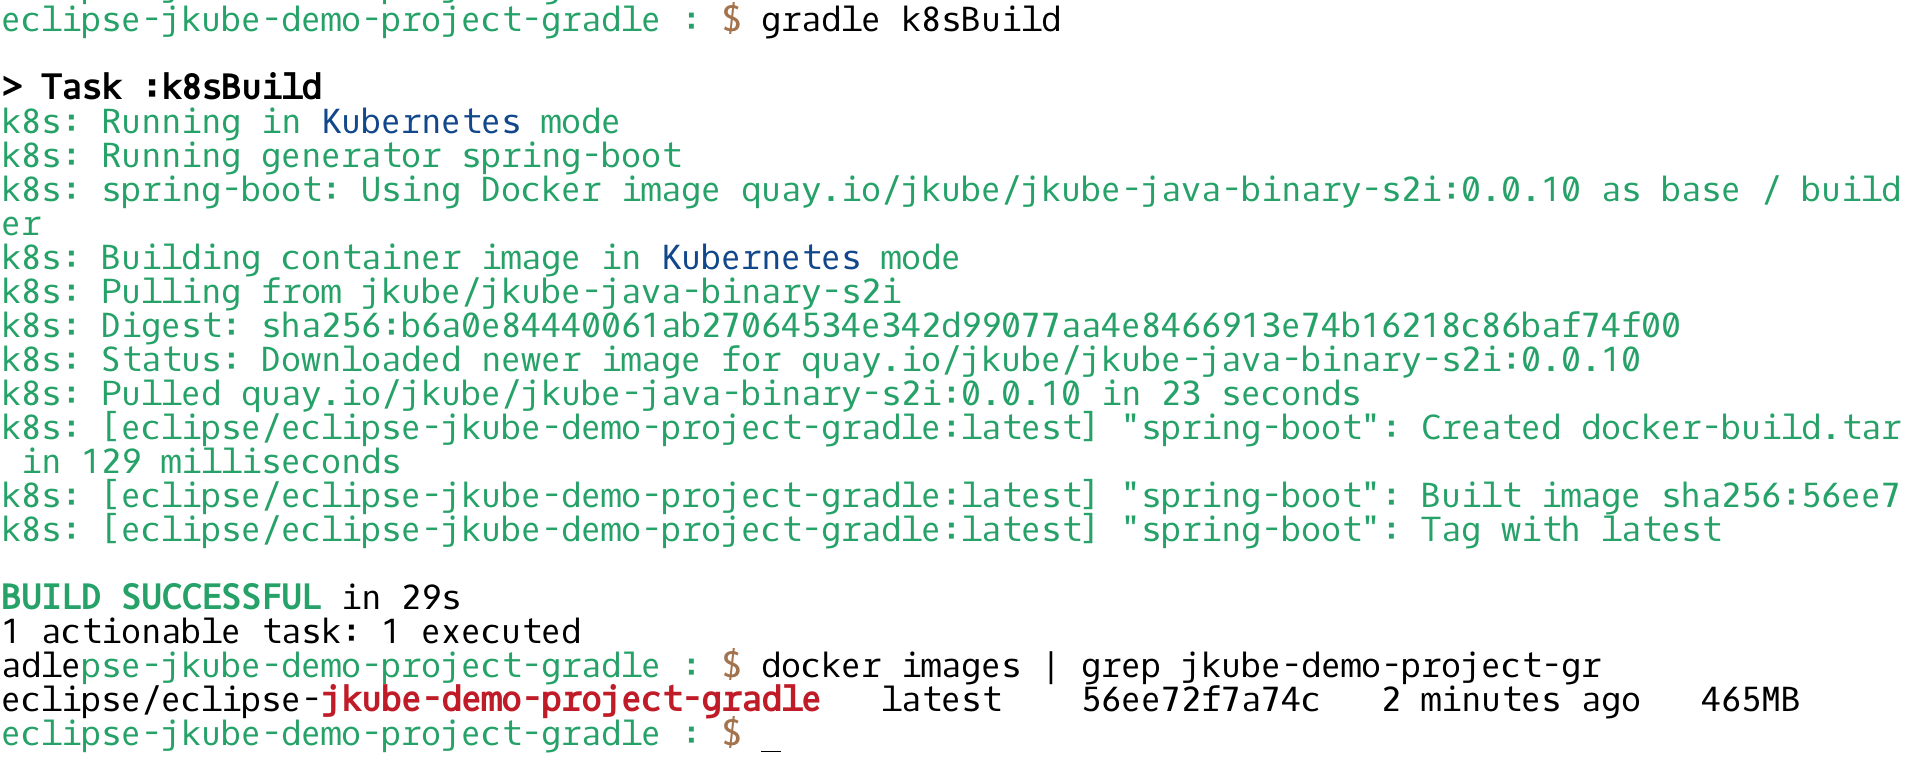 eclipse-jkube-demo-project-gradle : $ gradle k8sBuild
> Task :k8sBuild
k8s: Running in Kubernetes mode
k8s: Running generator spring-boot
k8s: spring-boot: Using Docker image quay.io/jkube/jkube-java-binary-s2i:0.0.10 as base / build
er
k8s: Building container image in Kubernetes mode
k8s: Pulling from jkube/jkube-java-binary-s2i
k8s: Digest: sha256:b6a0e84440061ab27064534e342d99077aa4e8466913e74b16218c86baf74f00
k8s: Status: Downloaded newer image for quay.io/jkube/jkube-java-binary-s2i:0.0.10
k8s: Pulled quay.io/jkube/jkube-java-binary-s2i:0.0.10 in 23 seconds
k8s: [eclipse/eclipse-jkube-demo-project-gradle:latest] "spring-boot": Created docker-build.tar
 in 129 milliseconds
k8s: [eclipse/eclipse-jkube-demo-project-gradle:latest] "spring-boot": Built image sha256:56ee7
k8s: [eclipse/eclipse-jkube-demo-project-gradle:latest] "spring-boot": Tag with latest
BUILD SUCCESSFUL in 29s
1 actionable task: 1 executed
adlepse-jkube-demo-project-gradle : $ docker images | grep jkube-demo-project-gr
eclipse/eclipse-jkube-demo-project-gradle   latest    56ee72f7a74c   2 minutes ago   465MB
eclipse-jkube-demo-project-gradle : $ _